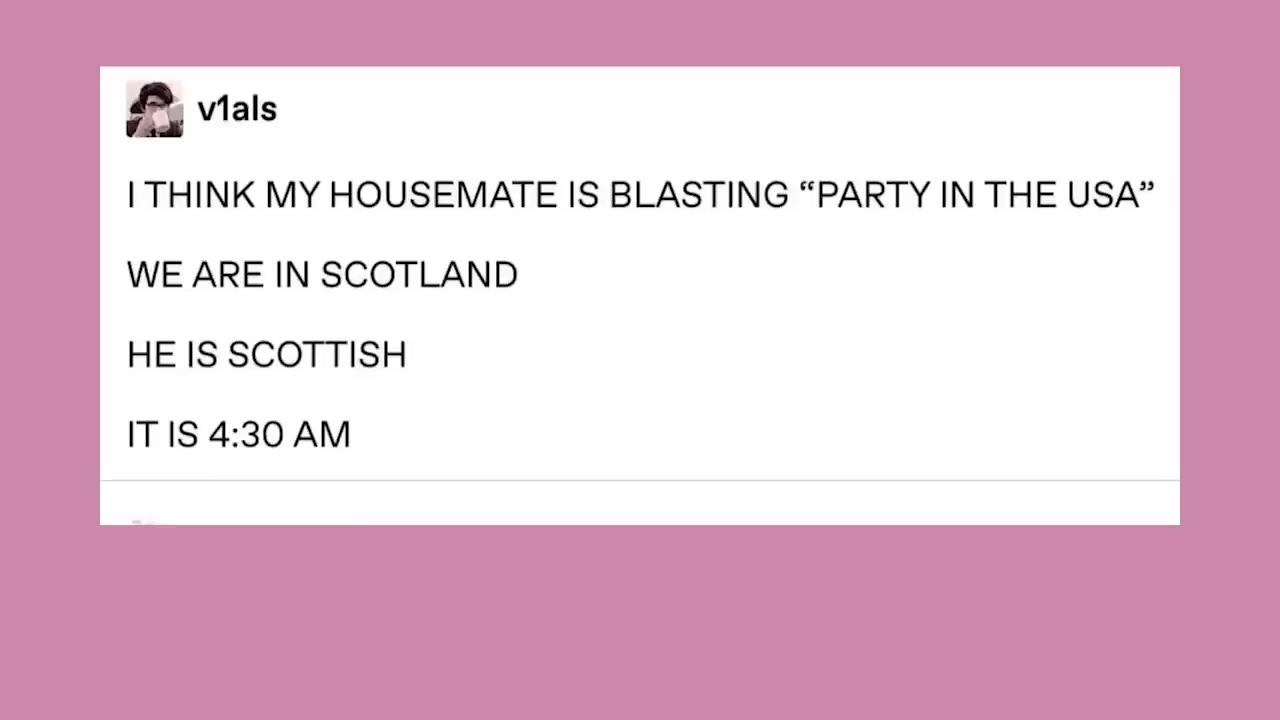 v1als
I THINK MY HOUSEMATE IS BLASTING “PARTY IN THE USA”
WE ARE IN SCOTLAND
HE IS SCOTTISH
IT IS 4:30 AM